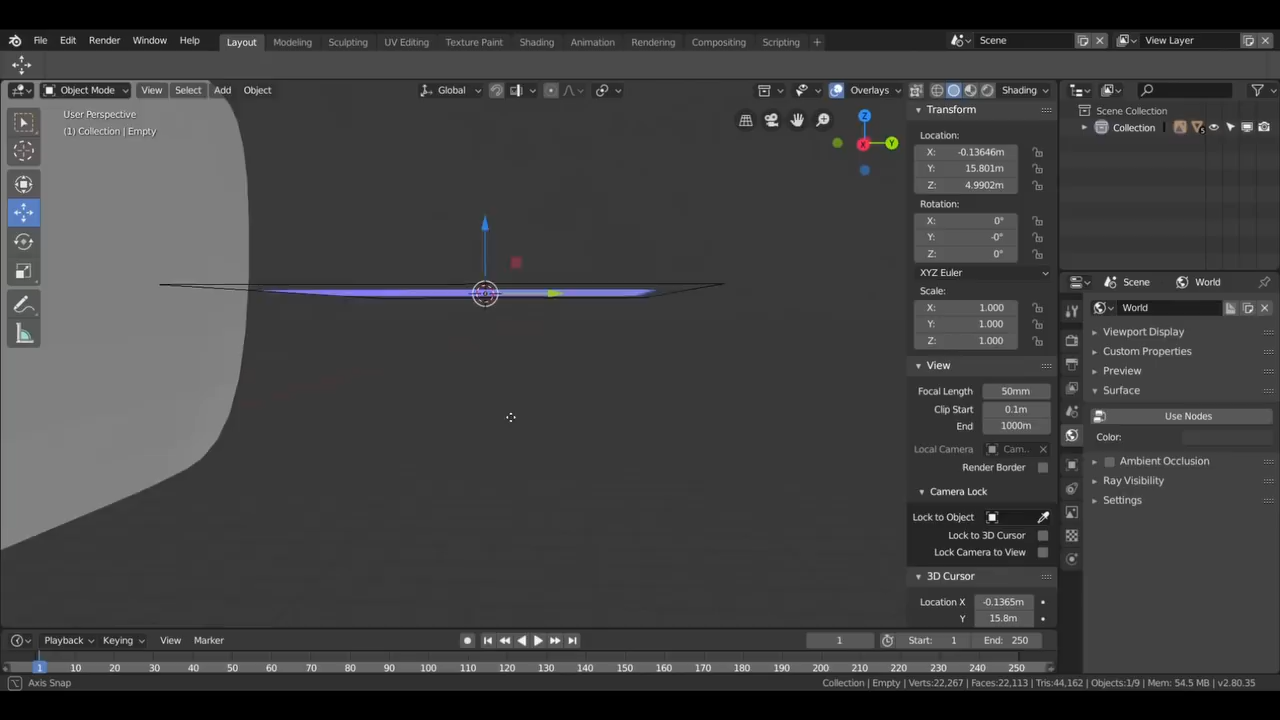 File Edit Render Window Help Layout Modeling Sculpting UV Editing Texture Paint Shading Animation Rendering Compositing Scripting + Scene View Layer
Object Mode View Select Add Object Global Overlays Shading
User Perspective
(1) Collection | Empty
Z
Y
X
Transform
Location:
X: -0.13646m
Y: 15.801m
Z: 4.9902m
Rotation:
X: 0°
Y: -0°
Z: 0°
XYZ Euler
Scale:
X: 1.000
Y: 1.000
Z: 1.000
View
Focal Length 50mm
Clip Start 0.1m
End 1000m
Local Camera Cam..
Render Border
Camera Lock
Lock to Object
Lock to 3D Cursor
Lock Camera to View
3D Cursor
Location X -0.1365m
Y 15.8m
Scene Collection
Collection 5
Scene World
World
Viewport Display
Custom Properties
Preview
Surface
Use Nodes
Color:
Ambient Occlusion
Ray Visibility
Settings
Playback Keying View Marker 1 Start: 1 End: 250
1 10 20 30 40 50 60 70 80 90 100 110 120 130 140 150 160 170 180 190 200 210 220 230 240 250
Axis Snap Collection | Empty | Verts:22,267 | Faces:22,113 | Tris:44,162 | Objects:1/9 | Mem: 54.5 MB | v2.80.35